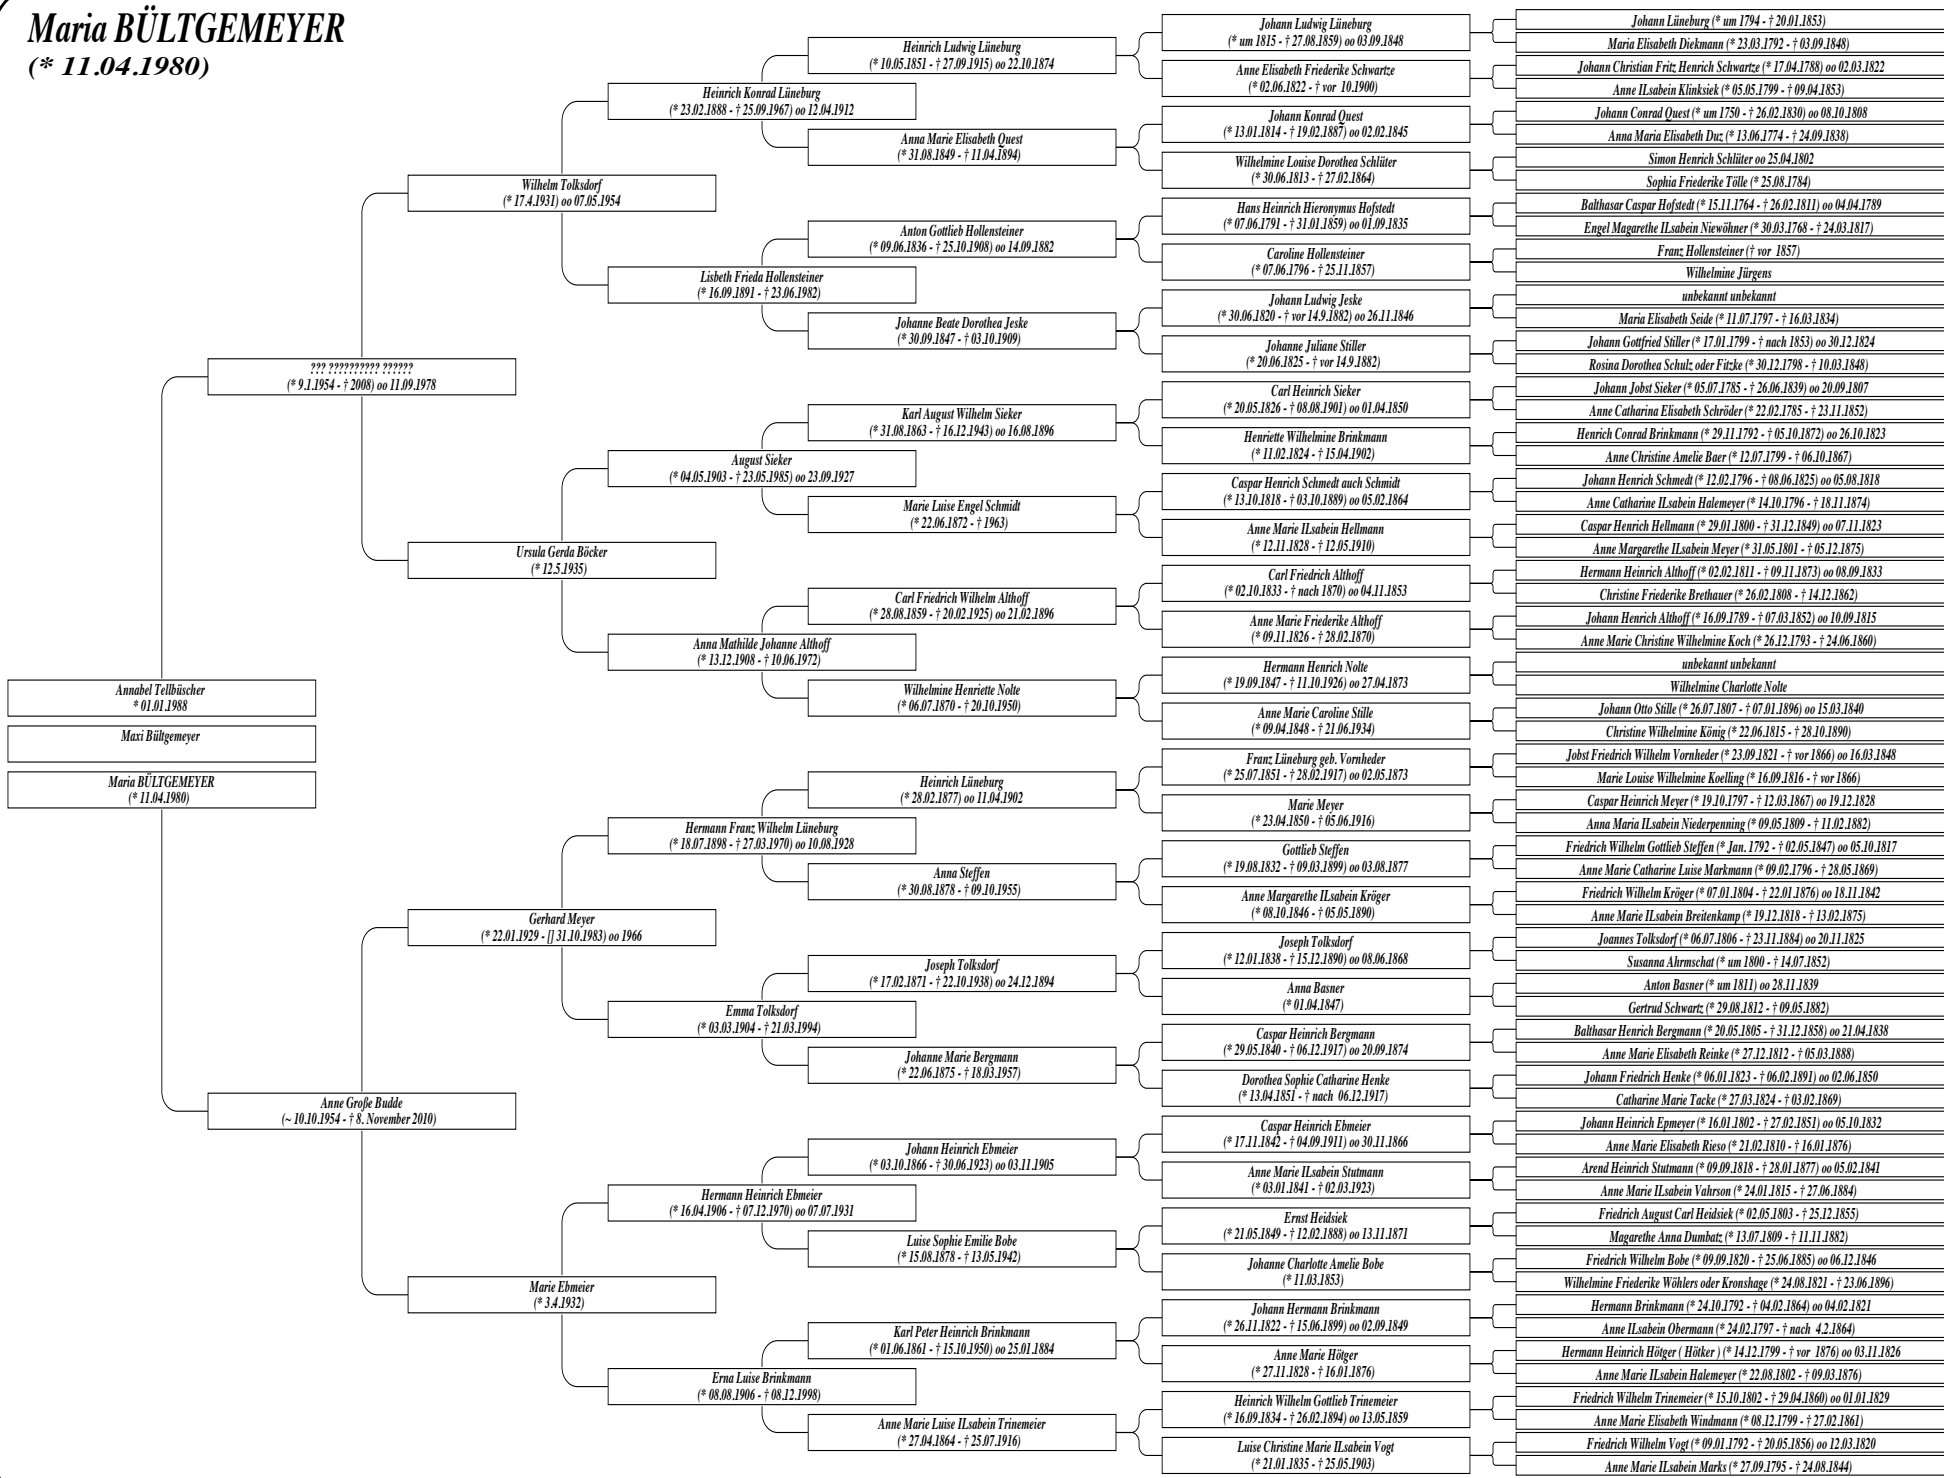 Maria BÜLTGEMEYER
(* 11.04.1980)
Annabel Tellbüscher
* 01.01.1988
Maxi Bültgemeyer
Maria BÜLTGEMEYER
(* 11.04.1980)
??? ?????????? ??????
(* 9.1.1954 - † 2008) oo 11.09.1978
Anne Große Budde
(~ 10.10.1954 - † 8. November 2010)
Wilhelm Tolksdorf
(* 17.4.1931) oo 07.05.1954
Ursula Gerda Böcker
(* 12.5.1935)
Gerhard Meyer
(* 22.01.1929 - [] 31.10.1983) oo 1966
Marie Ebmeier
(* 3.4.1932)
Heinrich Konrad Lüneburg
(* 23.02.1888 - † 25.09.1967) oo 12.04.1912
Lisbeth Frieda Hollensteiner
(* 16.09.1891 - † 23.06.1982)
August Sieker
(* 04.05.1903 - † 23.05.1985) oo 23.09.1927
Anna Mathilde Johanne Althoff
(* 13.12.1908 - † 10.06.1972)
Hermann Franz Wilhelm Lüneburg
(* 18.07.1898 - † 27.03.1970) oo 10.08.1928
Emma Tolksdorf
(* 03.03.1904 - † 21.03.1994)
Hermann Heinrich Ebmeier
(* 16.04.1906 - † 07.12.1970) oo 07.07.1931
Erna Luise Brinkmann
(* 08.08.1906 - † 08.12.1998)
Heinrich Ludwig Lüneburg
(* 10.05.1851 - † 27.09.1915) oo 22.10.1874
Anna Marie Elisabeth Quest
(* 31.08.1849 - † 11.04.1894)
Anton Gottlieb Hollensteiner
(* 09.06.1836 - † 25.10.1908) oo 14.09.1882
Johanne Beate Dorothea Jeske
(* 30.09.1847 - † 03.10.1909)
Karl August Wilhelm Sieker
(* 31.08.1863 - † 16.12.1943) oo 16.08.1896
Marie Luise Engel Schmidt
(* 22.06.1872 - † 1963)
Carl Friedrich Wilhelm Althoff
(* 28.08.1859 - † 20.02.1925) oo 21.02.1896
Wilhelmine Henriette Nolte
(* 06.07.1870 - † 20.10.1950)
Heinrich Lüneburg
(* 28.02.1877) oo 11.04.1902
Anna Steffen
(* 30.08.1878 - † 09.10.1955)
Joseph Tolksdorf
(* 17.02.1871 - † 22.10.1938) oo 24.12.1894
Johanne Marie Bergmann
(* 22.06.1875 - † 18.03.1957)
Johann Heinrich Ebmeier
(* 03.10.1866 - † 30.06.1923) oo 03.11.1905
Luise Sophie Emilie Bobe
(* 15.08.1878 - † 13.05.1942)
Karl Peter Heinrich Brinkmann
(* 01.06.1861 - † 15.10.1950) oo 25.01.1884
Anne Marie Luise ILsabein Trinemeier
(* 27.04.1864 - † 25.07.1916)
Johann Ludwig Lüneburg
(* um 1815 - † 27.08.1859) oo 03.09.1848
Anne Elisabeth Friederike Schwartze
(* 02.06.1822 - † vor 10.1900)
Johann Konrad Quest
(* 13.01.1814 - † 19.02.1887) oo 02.02.1845
Wilhelmine Louise Dorothea Schlüter
(* 30.06.1813 - † 27.02.1864)
Hans Heinrich Hieronymus Hofstedt
(* 07.06.1791 - † 31.01.1859) oo 01.09.1835
Caroline Hollensteiner
(* 07.06.1796 - † 25.11.1857)
Johann Ludwig Jeske
(* 30.06.1820 - † vor 14.9.1882) oo 26.11.1846
Johanne Juliane Stiller
(* 20.06.1825 - † vor 14.9.1882)
Carl Heinrich Sieker
(* 20.05.1826 - † 08.08.1901) oo 01.04.1850
Henriette Wilhelmine Brinkmann
(* 11.02.1824 - † 15.04.1902)
Caspar Henrich Schmedt auch Schmidt
(* 13.10.1818 - † 03.10.1889) oo 05.02.1864
Anne Marie ILsabein Hellmann
(* 12.11.1828 - † 12.05.1910)
Carl Friedrich Althoff
(* 02.10.1833 - † nach 1870) oo 04.11.1853
Anne Marie Friederike Althoff
(* 09.11.1826 - † 28.02.1870)
Hermann Henrich Nolte
(* 19.09.1847 - † 11.10.1926) oo 27.04.1873
Anne Marie Caroline Stille
(* 09.04.1848 - † 21.06.1934)
Franz Lüneburg geb. Vornheder
(* 25.07.1851 - † 28.02.1917) oo 02.05.1873
Marie Meyer
(* 23.04.1850 - † 05.06.1916)
Gottlieb Steffen
(* 19.08.1832 - † 09.03.1899) oo 03.08.1877
Anne Margarethe ILsabein Kröger
(* 08.10.1846 - † 05.05.1890)
Joseph Tolksdorf
(* 12.01.1838 - † 15.12.1890) oo 08.06.1868
Anna Basner
(* 01.04.1847)
Caspar Heinrich Bergmann
(* 29.05.1840 - † 06.12.1917) oo 20.09.1874
Dorothea Sophie Catharine Henke
(* 13.04.1851 - † nach 06.12.1917)
Caspar Heinrich Ebmeier
(* 17.11.1842 - † 04.09.1911) oo 30.11.1866
Anne Marie ILsabein Stutmann
(* 03.01.1841 - † 02.03.1923)
Ernst Heidsiek
(* 21.05.1849 - † 12.02.1888) oo 13.11.1871
Johanne Charlotte Amelie Bobe
(* 11.03.1853)
Johann Hermann Brinkmann
(* 26.11.1822 - † 15.06.1899) oo 02.09.1849
Anne Marie Hötger
(* 27.11.1828 - † 16.01.1876)
Heinrich Wilhelm Gottlieb Trinemeier
(* 16.09.1834 - † 26.02.1894) oo 13.05.1859
Luise Christine Marie ILsabein Vogt
(* 21.01.1835 - † 25.05.1903)
Johann Lüneburg (* um 1794 - † 20.01.1853)
Maria Elisabeth Diekmann (* 23.03.1792 - † 03.09.1848)
Johann Christian Fritz Henrich Schwartze (* 17.04.1788) oo 02.03.1822
Anne ILsabein Klinksiek (* 05.05.1799 - † 09.04.1853)
Johann Conrad Quest (* um 1750 - † 26.02.1830) oo 08.10.1808
Anna Maria Elisabeth Duz (* 13.06.1774 - † 24.09.1838)
Simon Henrich Schlüter oo 25.04.1802
Sophia Friederike Tölle (* 25.08.1784)
Balthasar Caspar Hofstedt (* 15.11.1764 - † 26.02.1811) oo 04.04.1789
Engel Magarethe ILsabein Niewöhner (* 30.03.1768 - † 24.03.1817)
Franz Hollensteiner († vor 1857)
Wilhelmine Jürgens
unbekannt unbekannt
Maria Elisabeth Seide (* 11.07.1797 - † 16.03.1834)
Johann Gottfried Stiller (* 17.01.1799 - † nach 1853) oo 30.12.1824
Rosina Dorothea Schulz oder Fitzke (* 30.12.1798 - † 10.03.1848)
Johann Jobst Sieker (* 05.07.1785 - † 26.06.1839) oo 20.09.1807
Anne Catharina Elisabeth Schröder (* 22.02.1785 - † 23.11.1852)
Henrich Conrad Brinkmann (* 29.11.1792 - † 05.10.1872) oo 26.10.1823
Anne Christine Amelie Baer (* 12.07.1799 - † 06.10.1867)
Johann Henrich Schmedt (* 12.02.1796 - † 08.06.1825) oo 05.08.1818
Anne Catharine ILsabein Halemeyer (* 14.10.1796 - † 18.11.1874)
Caspar Henrich Hellmann (* 29.01.1800 - † 31.12.1849) oo 07.11.1823
Anne Margarethe ILsabein Meyer (* 31.05.1801 - † 05.12.1875)
Hermann Heinrich Althoff (* 02.02.1811 - † 09.11.1873) oo 08.09.1833
Christine Friederike Brethauer (* 26.02.1808 - † 14.12.1862)
Johann Henrich Althoff (* 16.09.1789 - † 07.03.1852) oo 10.09.1815
Anne Marie Christine Wilhelmine Koch (* 26.12.1793 - † 24.06.1860)
unbekannt unbekannt
Wilhelmine Charlotte Nolte
Johann Otto Stille (* 26.07.1807 - † 07.01.1896) oo 15.03.1840
Christine Wilhelmine König (* 22.06.1815 - † 28.10.1890)
Jobst Friedrich Wilhelm Vornheder (* 23.09.1821 - † vor 1866) oo 16.03.1848
Marie Louise Wilhelmine Koelling (* 16.09.1816 - † vor 1866)
Caspar Heinrich Meyer (* 19.10.1797 - † 12.03.1867) oo 19.12.1828
Anna Maria ILsabein Niederpenning (* 09.05.1809 - † 11.02.1882)
Friedrich Wilhelm Gottlieb Steffen (* Jan. 1792 - † 02.05.1847) oo 05.10.1817
Anne Marie Catharine Luise Markmann (* 09.02.1796 - † 28.05.1869)
Friedrich Wilhelm Kröger (* 07.01.1804 - † 22.01.1876) oo 18.11.1842
Anne Marie ILsabein Breitenkamp (* 19.12.1818 - † 13.02.1875)
Joannes Tolksdorf (* 06.07.1806 - † 23.11.1884) oo 20.11.1825
Susanna Ahrmschat (* um 1800 - † 14.07.1852)
Anton Basner (* um 1811) oo 28.11.1839
Gertrud Schwartz (* 29.08.1812 - † 09.05.1882)
Balthasar Henrich Bergmann (* 20.05.1805 - † 31.12.1858) oo 21.04.1838
Anne Marie Elisabeth Reinke (* 27.12.1812 - † 05.03.1888)
Johann Friedrich Henke (* 06.01.1823 - † 06.02.1891) oo 02.06.1850
Catharine Marie Tacke (* 27.03.1824 - † 03.02.1869)
Johann Heinrich Epmeyer (* 16.01.1802 - † 27.02.1851) oo 05.10.1832
Anne Marie Elisabeth Rieso (* 21.02.1810 - † 16.01.1876)
Arend Heinrich Stutmann (* 09.09.1818 - † 28.01.1877) oo 05.02.1841
Anne Marie ILsabein Vahrson (* 24.01.1815 - † 27.06.1884)
Friedrich August Carl Heidsiek (* 02.05.1803 - † 25.12.1855)
Magarethe Anna Dumbatz (* 13.07.1809 - † 11.11.1882)
Friedrich Wilhelm Bobe (* 09.09.1820 - † 25.06.1885) oo 06.12.1846
Wilhelmine Friederike Wöhlers oder Kronshage (* 24.08.1821 - † 23.06.1896)
Hermann Brinkmann (* 24.10.1792 - † 04.02.1864) oo 04.02.1821
Anne ILsabein Obermann (* 24.02.1797 - † nach 4.2.1864)
Hermann Heinrich Hötger ( Hötker ) (* 14.12.1799 - † vor 1876) oo 03.11.1826
Anne Marie ILsabein Halemeyer (* 22.08.1802 - † 09.03.1876)
Friedrich Wilhelm Trinemeier (* 15.10.1802 - † 29.04.1860) oo 01.01.1829
Anne Marie Elisabeth Windmann (* 08.12.1799 - † 27.02.1861)
Friedrich Wilhelm Vogt (* 09.01.1792 - † 20.05.1856) oo 12.03.1820
Anne Marie ILsabein Marks (* 27.09.1795 - † 24.08.1844)